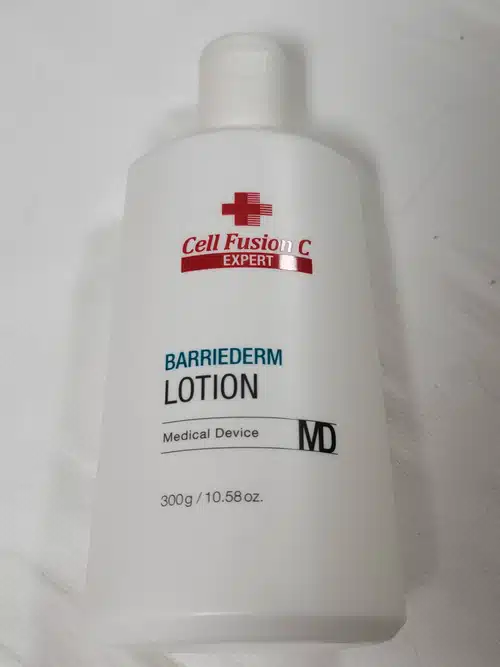 Cell Fusion C
EXPERT
BARRIEDERM
LOTION
Medical Device MD
300g / 10.58 oz.